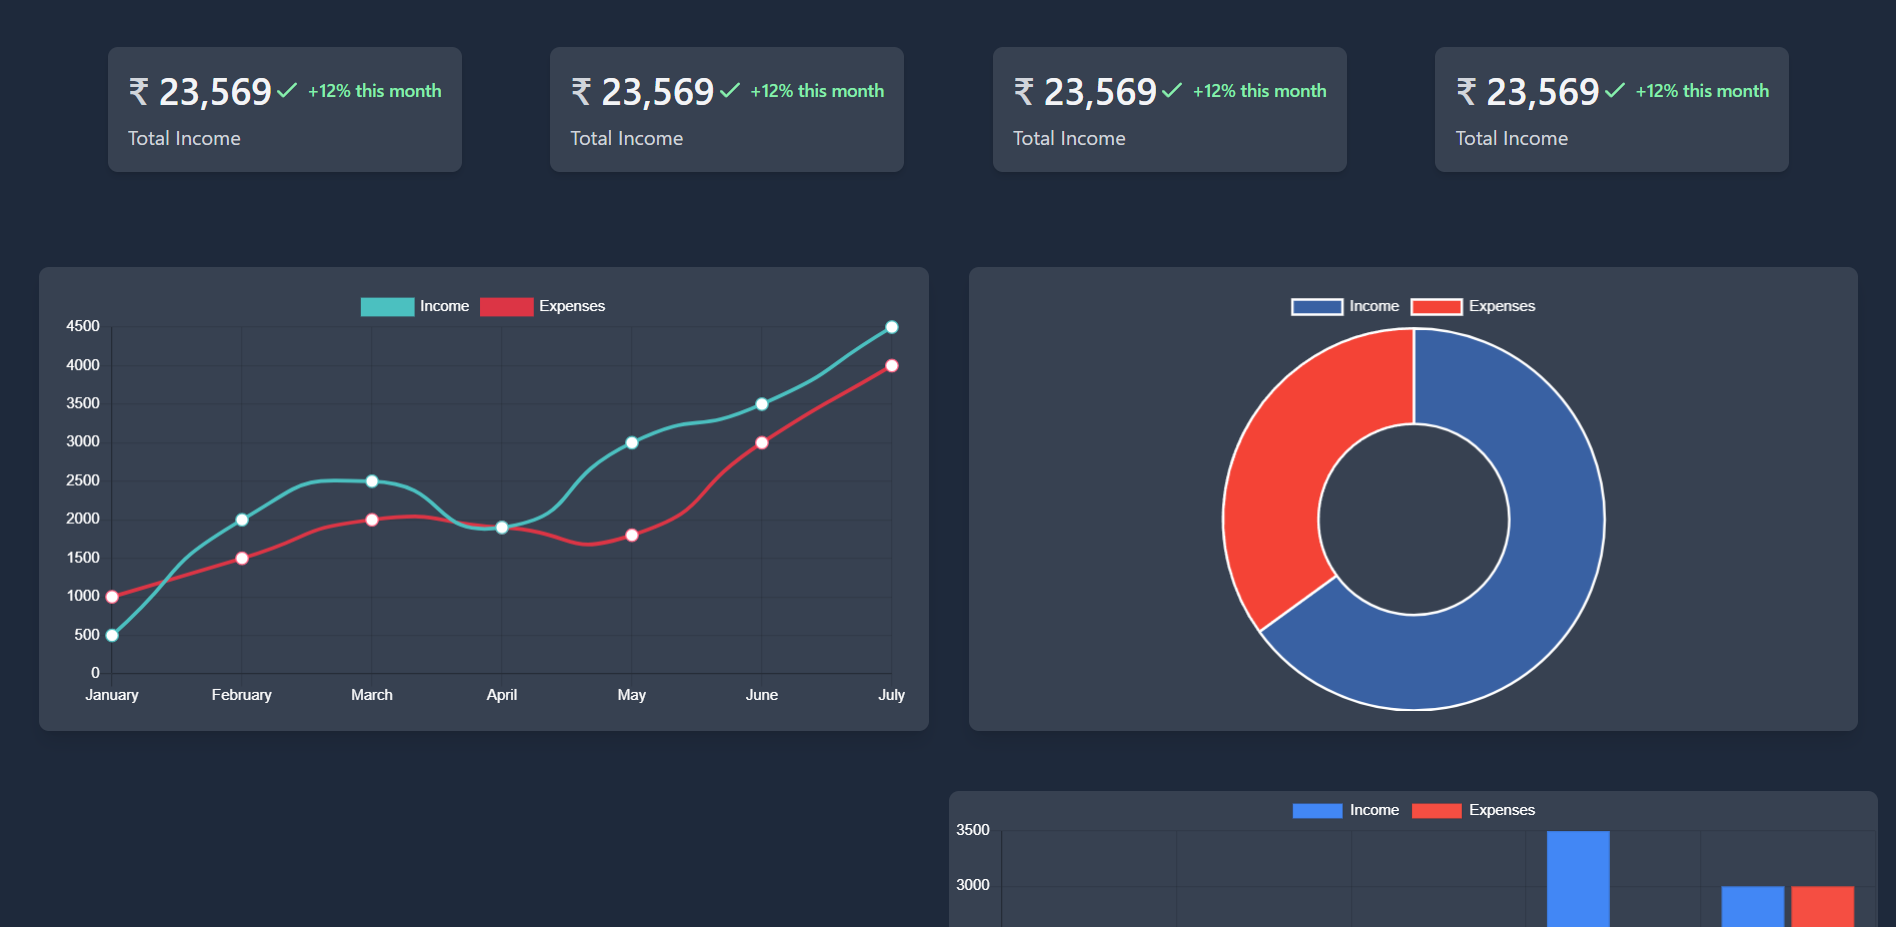 ₹ 23,569 +12% this month
Total Income
₹ 23,569 +12% this month
Total Income
₹ 23,569 +12% this month
Total Income
₹ 23,569 +12% this month
Total Income
Income Expenses
4500
4000
3500
3000
2500
2000
1500
1000
500
0
January February March April May June July
Income Expenses
Income Expenses
3500
3000